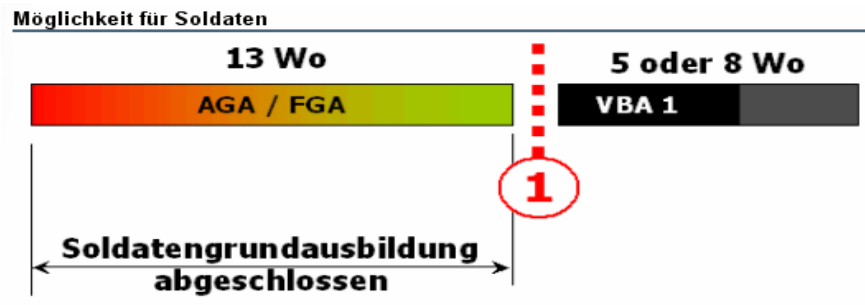 Möglichkeit für Soldaten
13 Wo
5 oder 8 Wo
AGA / FGA
VBA 1
1
Soldatengrundausbildung
abgeschlossen